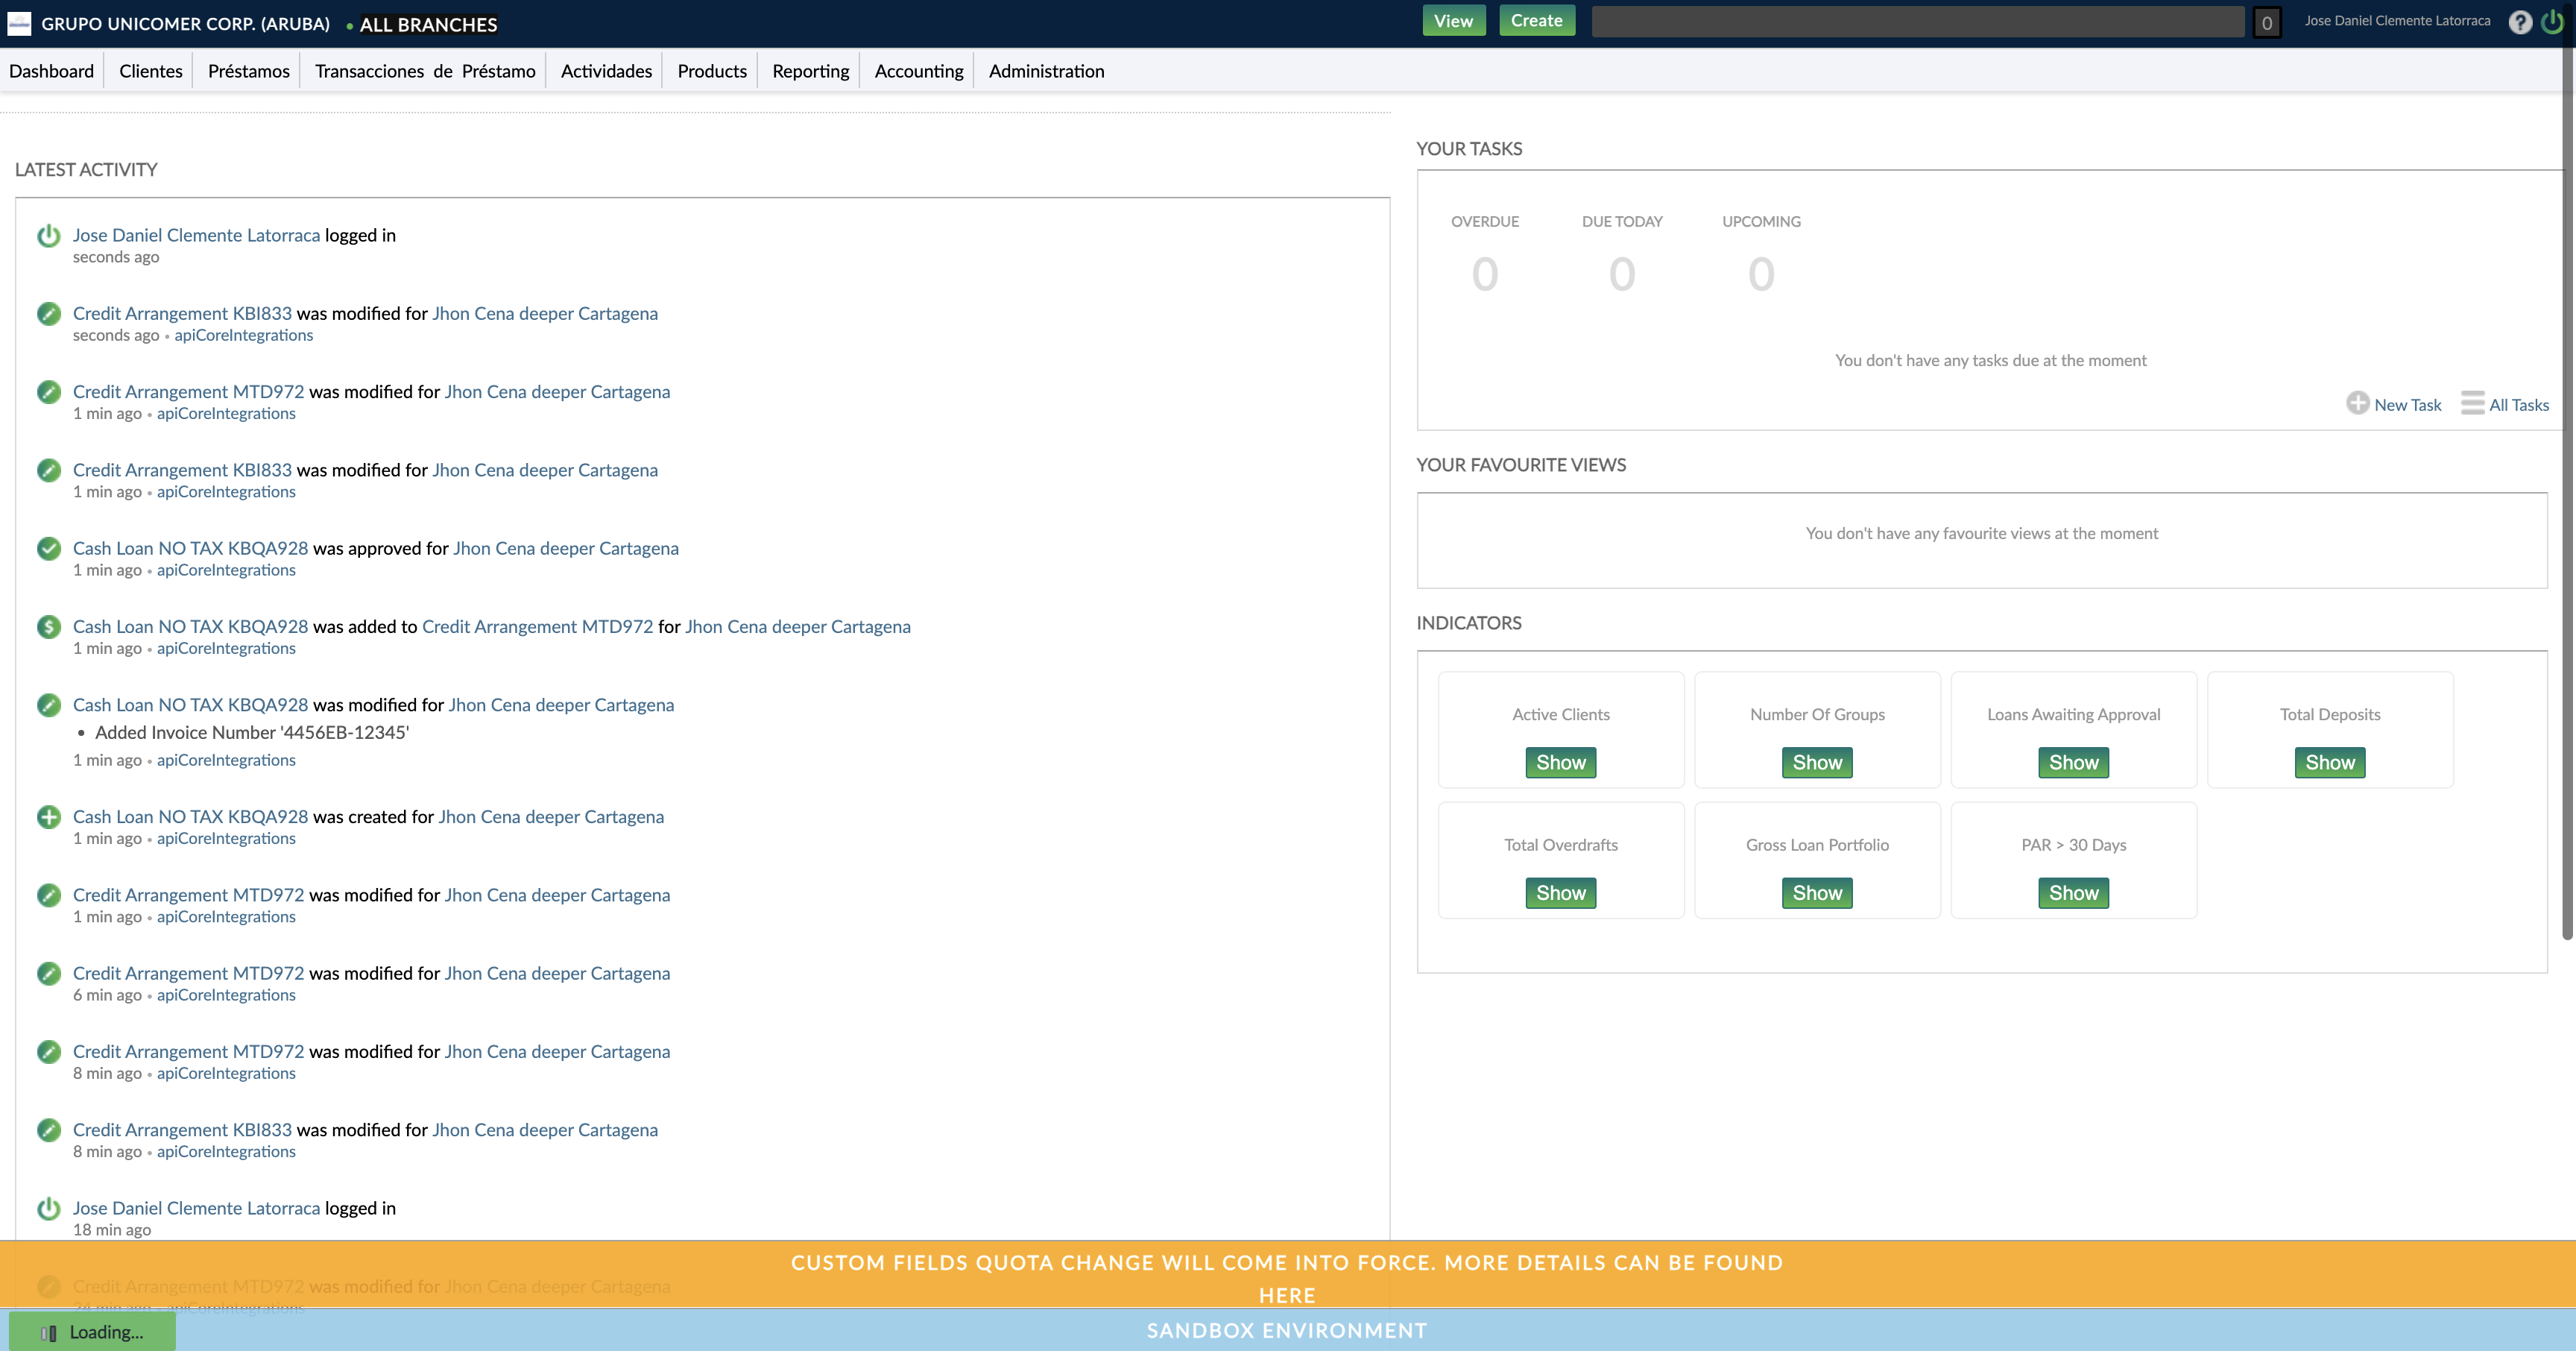 GRUPO UNICOMER CORP. (ARUBA) • ALL BRANCHES
View Create 0 Jose Daniel Clemente Latorraca ?
Dashboard Clientes Préstamos Transacciones de Préstamo Actividades Products Reporting Accounting Administration
LATEST ACTIVITY
Jose Daniel Clemente Latorraca logged in
seconds ago
Credit Arrangement KBI833 was modified for Jhon Cena deeper Cartagena
seconds ago • apiCoreIntegrations
Credit Arrangement MTD972 was modified for Jhon Cena deeper Cartagena
1 min ago • apiCoreIntegrations
Credit Arrangement KBI833 was modified for Jhon Cena deeper Cartagena
1 min ago • apiCoreIntegrations
Cash Loan NO TAX KBQA928 was approved for Jhon Cena deeper Cartagena
1 min ago • apiCoreIntegrations
Cash Loan NO TAX KBQA928 was added to Credit Arrangement MTD972 for Jhon Cena deeper Cartagena
1 min ago • apiCoreIntegrations
Cash Loan NO TAX KBQA928 was modified for Jhon Cena deeper Cartagena
• Added Invoice Number '4456EB-12345'
1 min ago • apiCoreIntegrations
Cash Loan NO TAX KBQA928 was created for Jhon Cena deeper Cartagena
1 min ago • apiCoreIntegrations
Credit Arrangement MTD972 was modified for Jhon Cena deeper Cartagena
1 min ago • apiCoreIntegrations
Credit Arrangement MTD972 was modified for Jhon Cena deeper Cartagena
6 min ago • apiCoreIntegrations
Credit Arrangement MTD972 was modified for Jhon Cena deeper Cartagena
8 min ago • apiCoreIntegrations
Credit Arrangement KBI833 was modified for Jhon Cena deeper Cartagena
8 min ago • apiCoreIntegrations
Jose Daniel Clemente Latorraca logged in
18 min ago
Credit Arrangement MTD972 was modified for Jhon Cena deeper Cartagena
24 min ago • apiCoreIntegrations
YOUR TASKS
OVERDUE DUE TODAY UPCOMING
0 0 0
You don't have any tasks due at the moment
New Task All Tasks
YOUR FAVOURITE VIEWS
You don't have any favourite views at the moment
INDICATORS
Active Clients Number Of Groups Loans Awaiting Approval Total Deposits
Show Show Show Show
Total Overdrafts Gross Loan Portfolio PAR > 30 Days
Show Show Show
CUSTOM FIELDS QUOTA CHANGE WILL COME INTO FORCE. MORE DETAILS CAN BE FOUND
HERE
Loading...
SANDBOX ENVIRONMENT